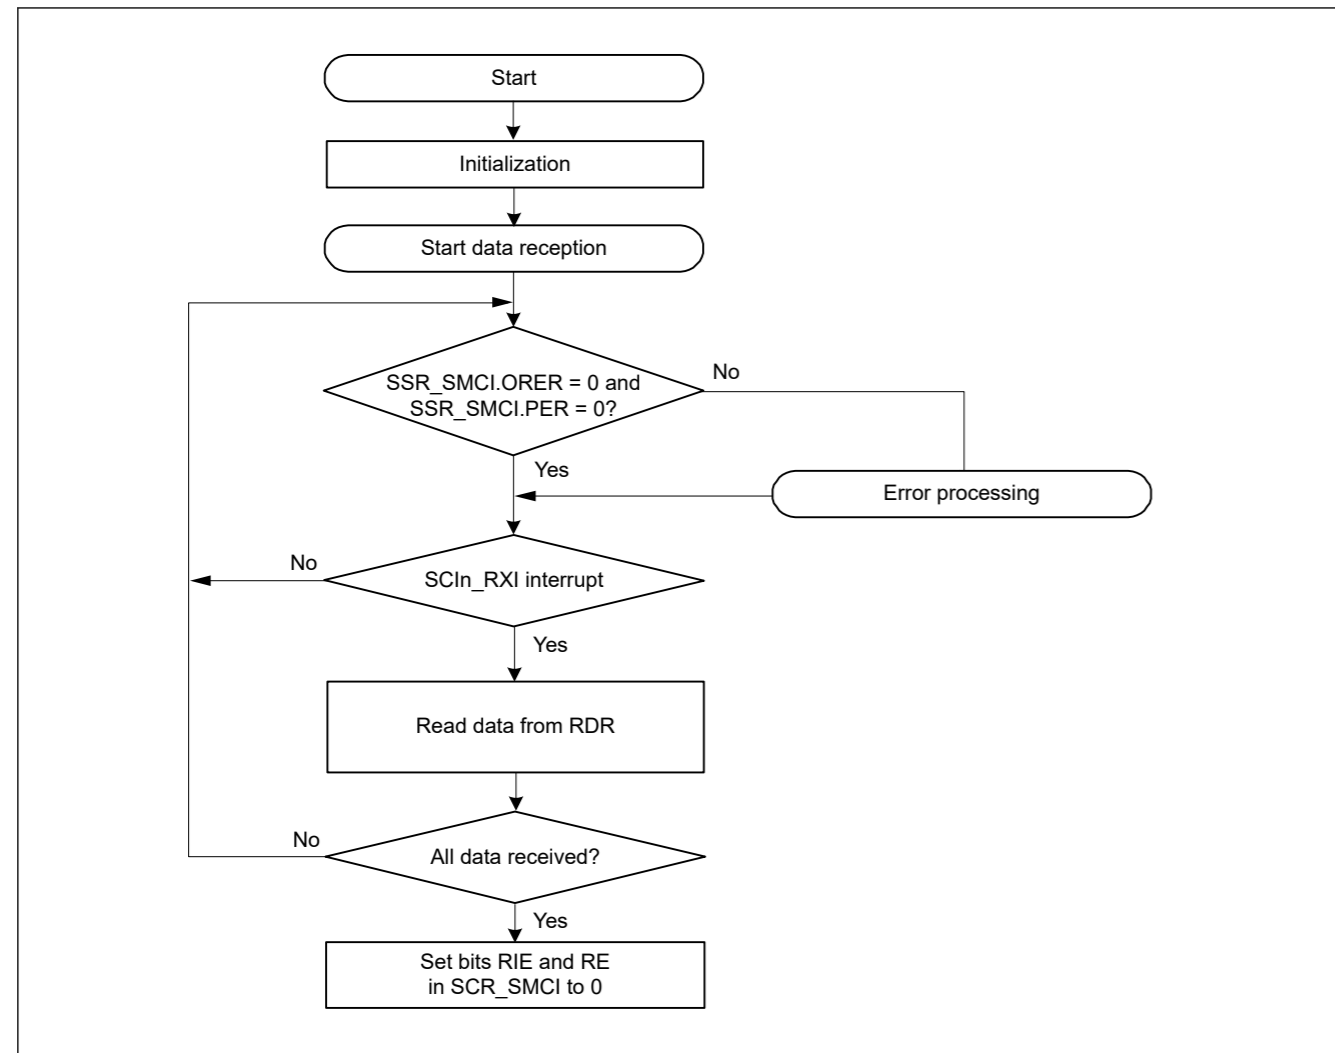 Start
Initialization
Start data reception
SSR_SMCI.ORER = 0 and
SSR_SMCI.PER = 0?
No
Yes
Error processing
SCIn_RXI interrupt
No
Yes
Read data from RDR
All data received?
No
Yes
Set bits RIE and RE
in SCR_SMCI to 0